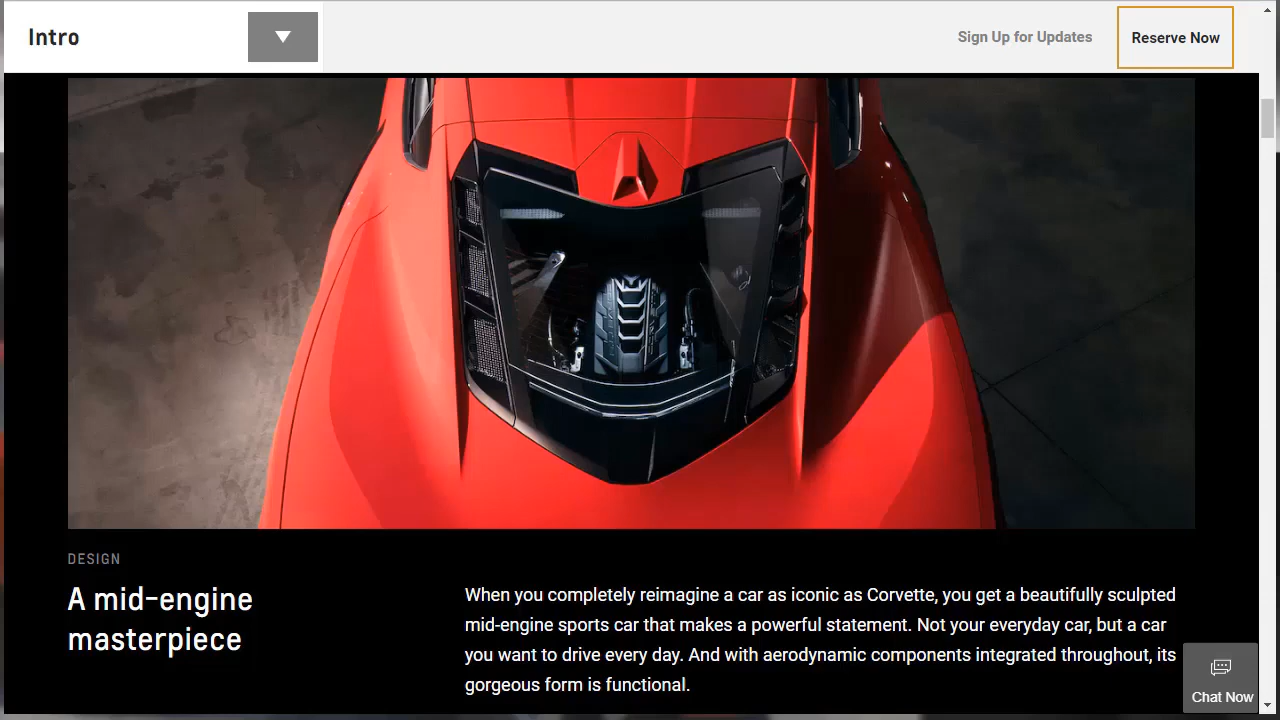 Intro
Sign Up for Updates
Reserve Now
DESIGN
A mid-engine
masterpiece
When you completely reimagine a car as iconic as Corvette, you get a beautifully sculpted
mid-engine sports car that makes a powerful statement. Not your everyday car, but a car
you want to drive every day. And with aerodynamic components integrated throughout, its
gorgeous form is functional.
Chat Now